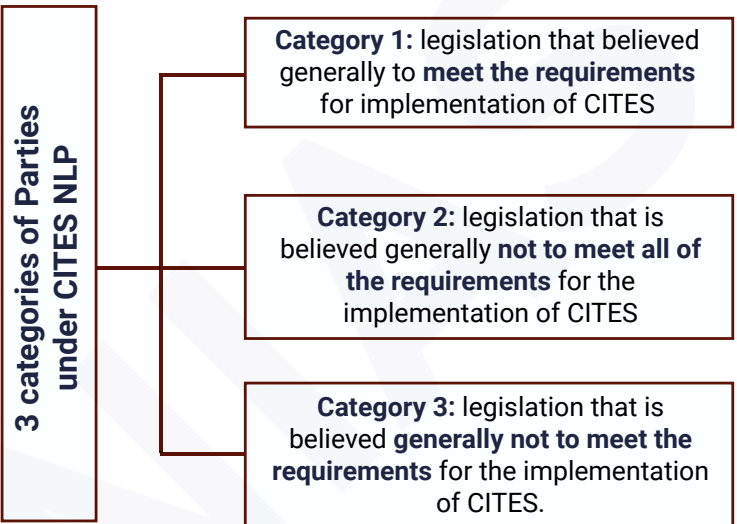 3 categories of Parties
under CITES NLP
Category 1: legislation that believed
generally to meet the requirements
for implementation of CITES
Category 2: legislation that is
believed generally not to meet all of
the requirements for the
implementation of CITES
Category 3: legislation that is
believed generally not to meet the
requirements for the implementation
of CITES.